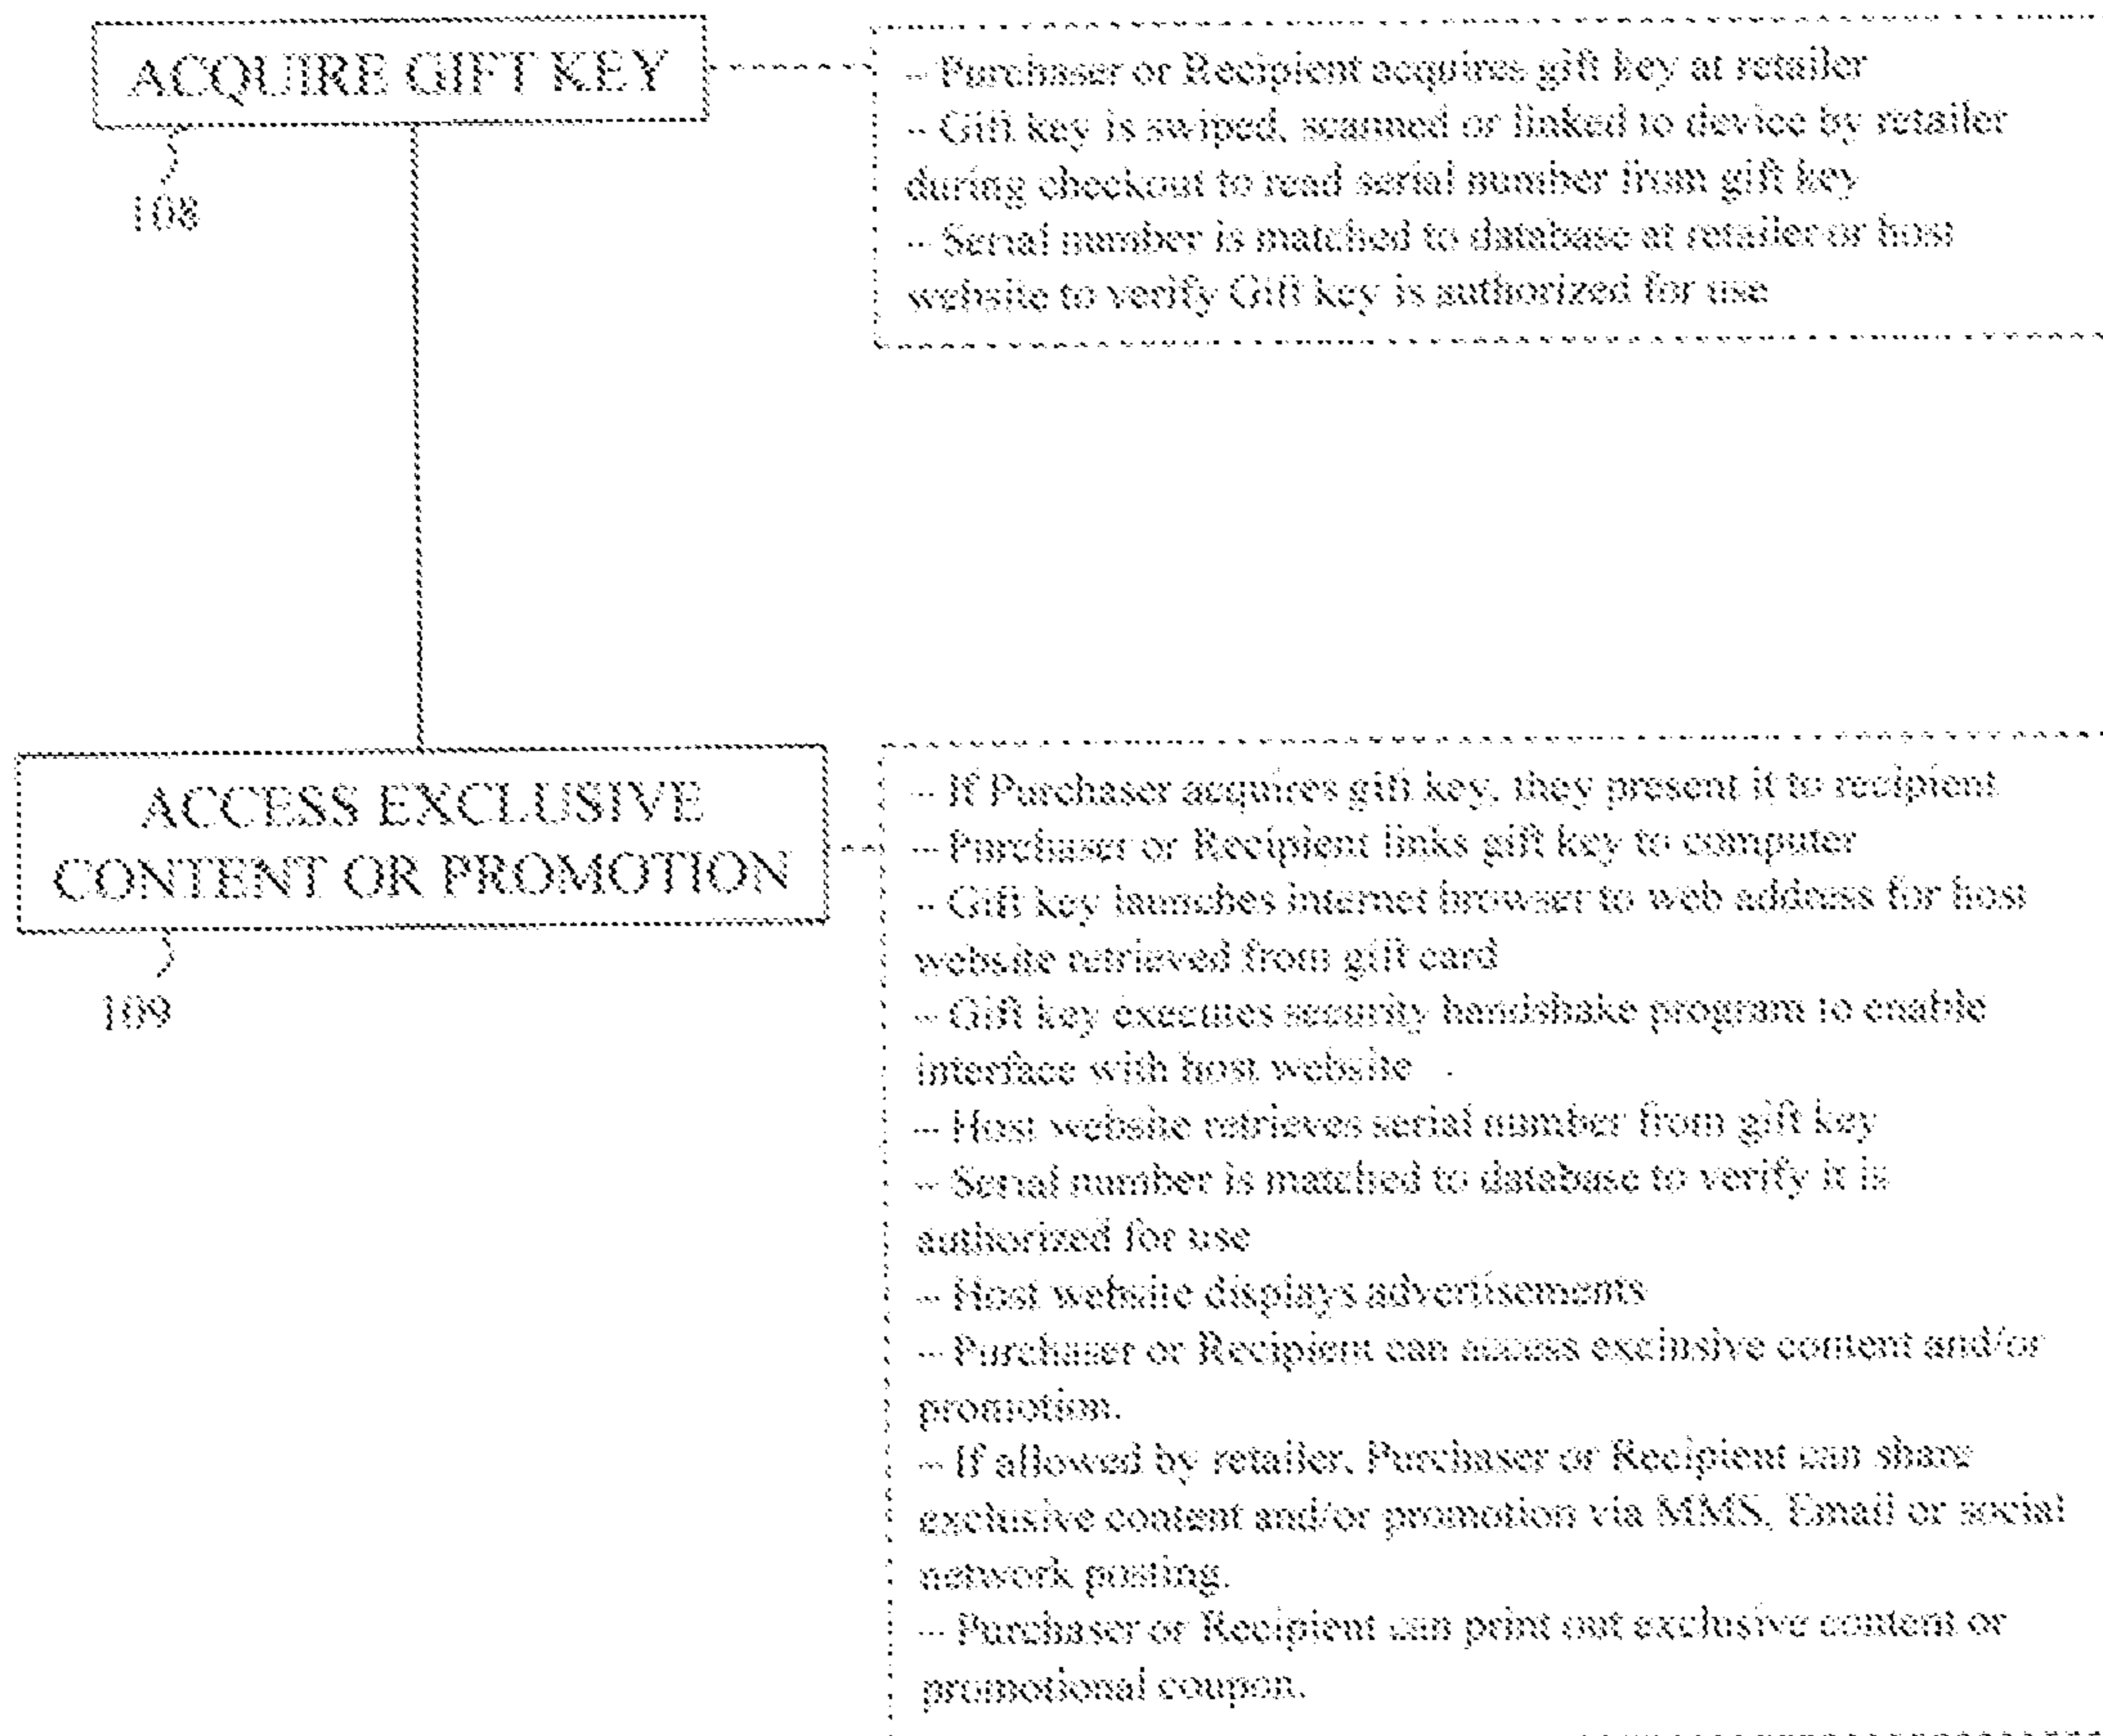 ACQUIRE GIFT KEY
108
-- Purchaser or Recipient acquires gift key at retailer
-- Gift key is swiped, scanned or linked to device by retailer
during checkout to read serial number from gift key
-- Serial number is matched to database at retailer or host
website to verify Gift key is authorized for use
ACCESS EXCLUSIVE
CONTENT OR PROMOTION
109
-- If Purchaser acquires gift key, they present it to recipient
-- Purchaser or Recipient links gift key to computer
-- Gift key launches internet browser to web address for host
website retrieved from gift card
-- Gift key executes security handshake program to enable
interface with host website
-- Host website retrieves serial number from gift key
-- Serial number is matched to database to verify it is
authorized for use
-- Host website displays advertisements
-- Purchaser or Recipient can access exclusive content and/or
promotion.
-- If allowed by retailer, Purchaser or Recipient can share
exclusive content and/or promotion via MMS, Email or social
network posting.
-- Purchaser or Recipient can print out exclusive content or
promotional coupon.